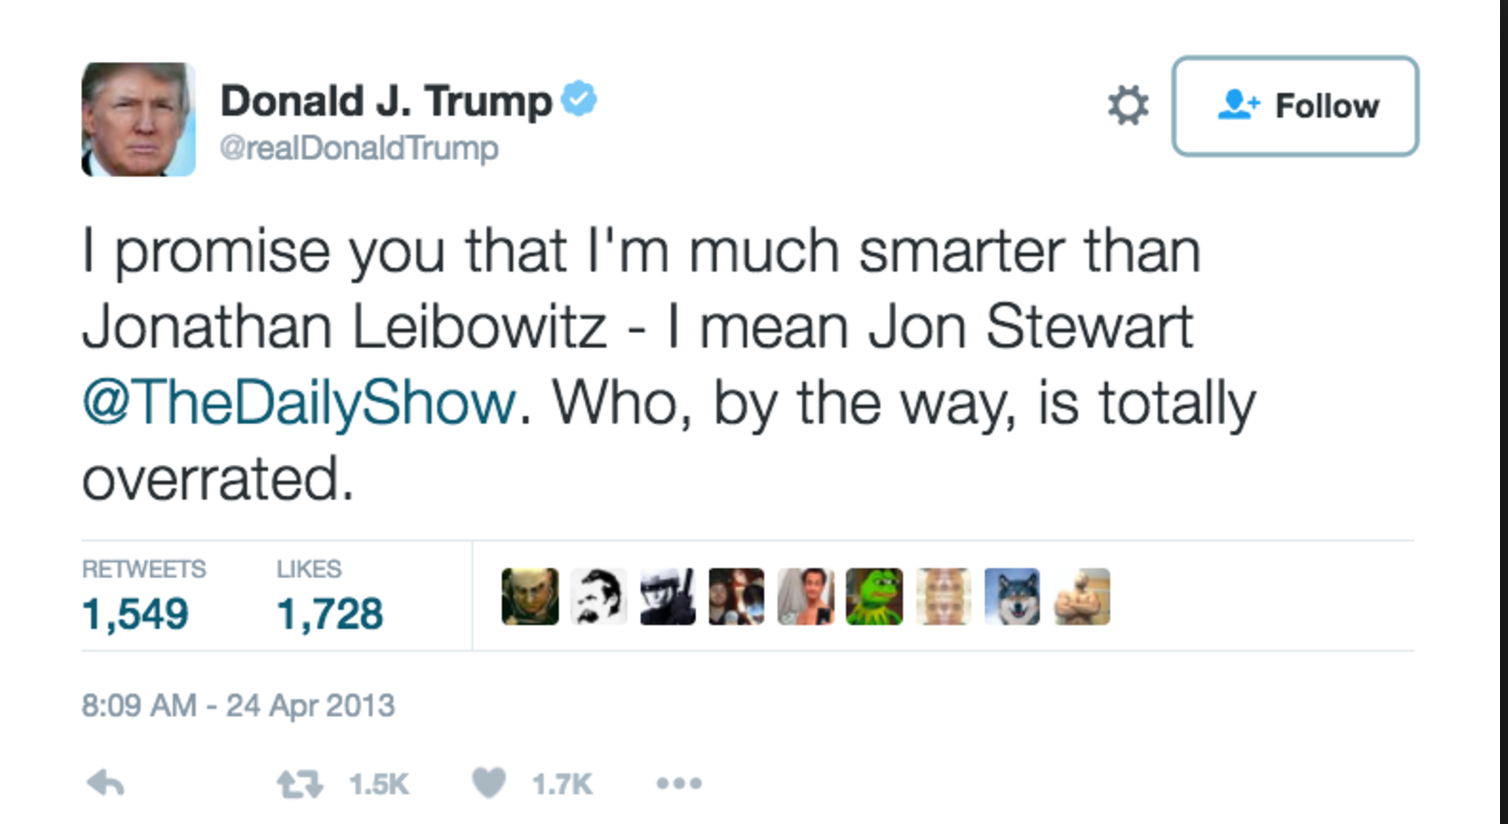 Donald J. Trump
@realDonaldTrump
Follow
I promise you that I'm much smarter than
Jonathan Leibowitz - I mean Jon Stewart
@TheDailyShow. Who, by the way, is totally
overrated.
RETWEETS LIKES
1,549 1,728
8:09 AM - 24 Apr 2013
1.5K 1.7K